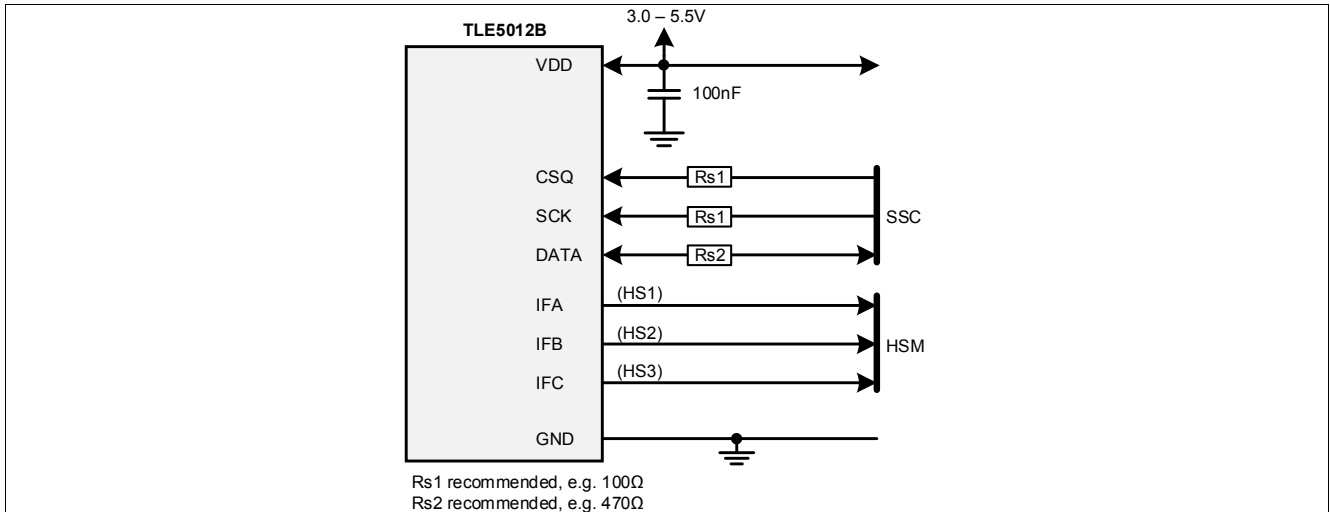 3.0 – 5.5V
TLE5012B
VDD
100nF
CSQ
Rs1
SCK
Rs1
SSC
DATA
Rs2
IFA
(HS1)
IFB
(HS2)
HSM
IFC
(HS3)
GND
Rs1 recommended, e.g. 100Ω
Rs2 recommended, e.g. 470Ω